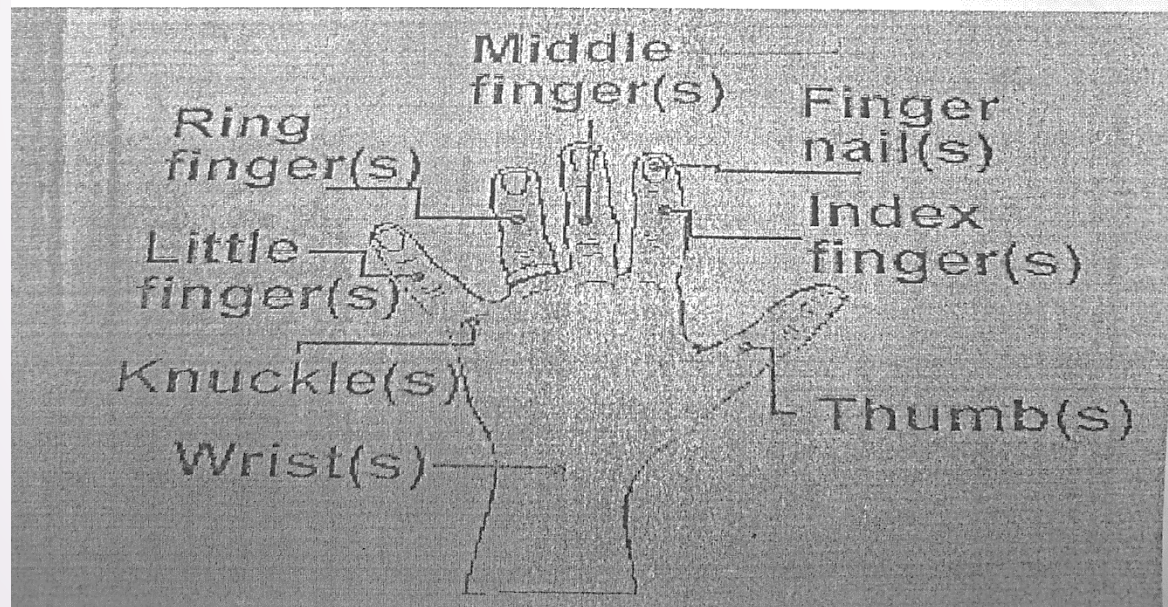 Middle
finger(s)
Ring
finger(s)
Finger
nail(s)
Little
finger(s)
Index
finger(s)
Knuckle(s)
Thumb(s)
Wrist(s)